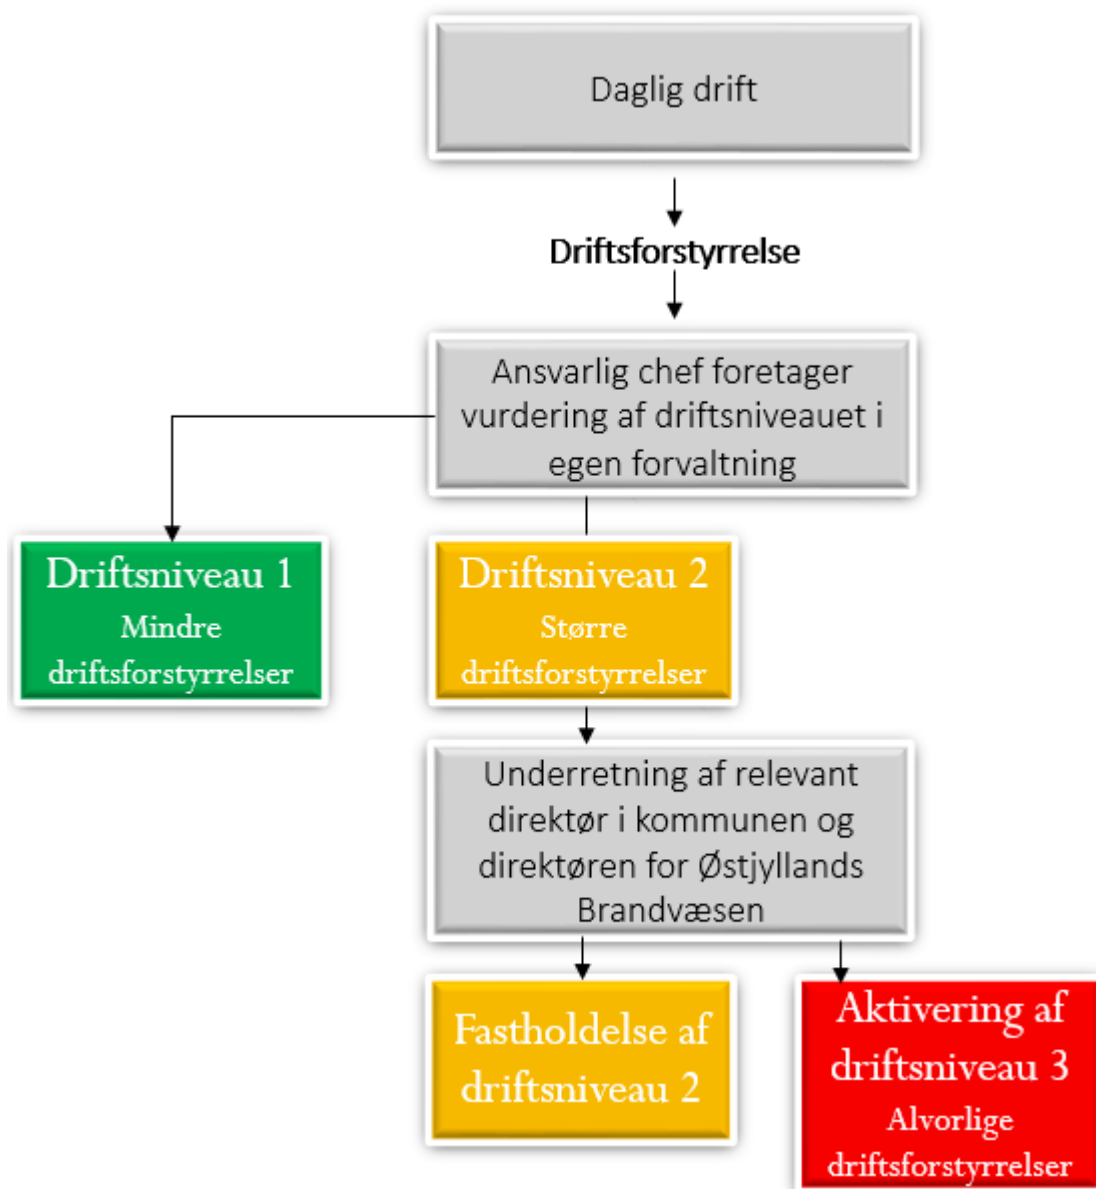 Daglig drift
Driftsforstyrrelse
Ansvarlig chef foretager
vurdering af driftsniveauet i
egen forvaltning
Driftsniveau 1
Mindre
driftsforstyrrelser
Driftsniveau 2
Større
driftsforstyrrelser
Underretning af relevant
direktør i kommunen og
direktøren for Østjyllands
Brandvæsen
Fastholdelse af
driftsniveau 2
Aktivering af
driftsniveau 3
Alvorlige
driftsforstyrrelser